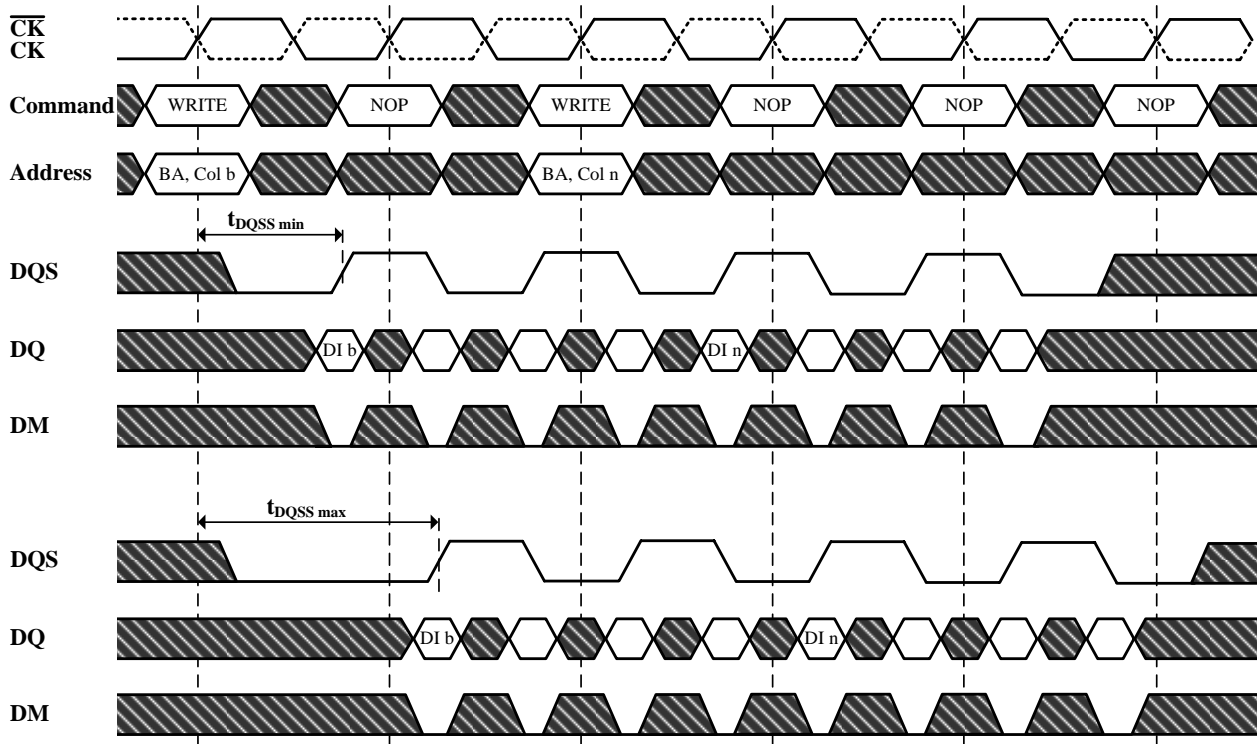 C̅K̅
CK
Command WRITE NOP WRITE NOP NOP NOP
Address BA, Col b BA, Col n
tDQSS min
DQS
DQ DI b DI n
DM
tDQSS max
DQS
DQ DI b DI n
DM